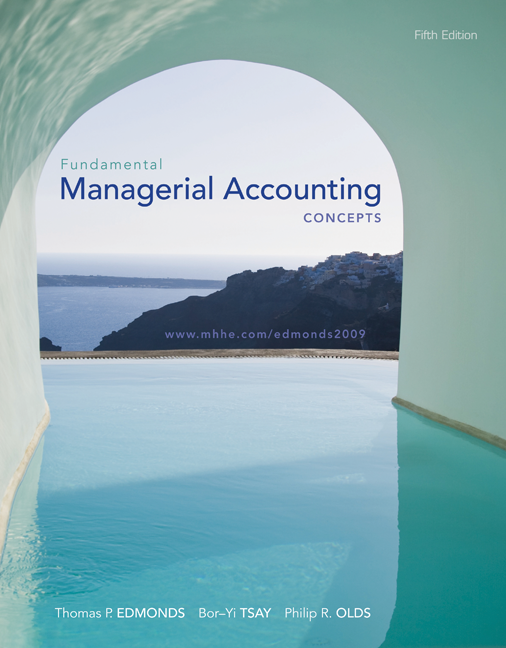 Fifth Edition
Fundamental
Managerial Accounting
CONCEPTS
www.mhhe.com/edmonds2009
Thomas P. EDMONDS Bor–Yi TSAY Philip R. OLDS